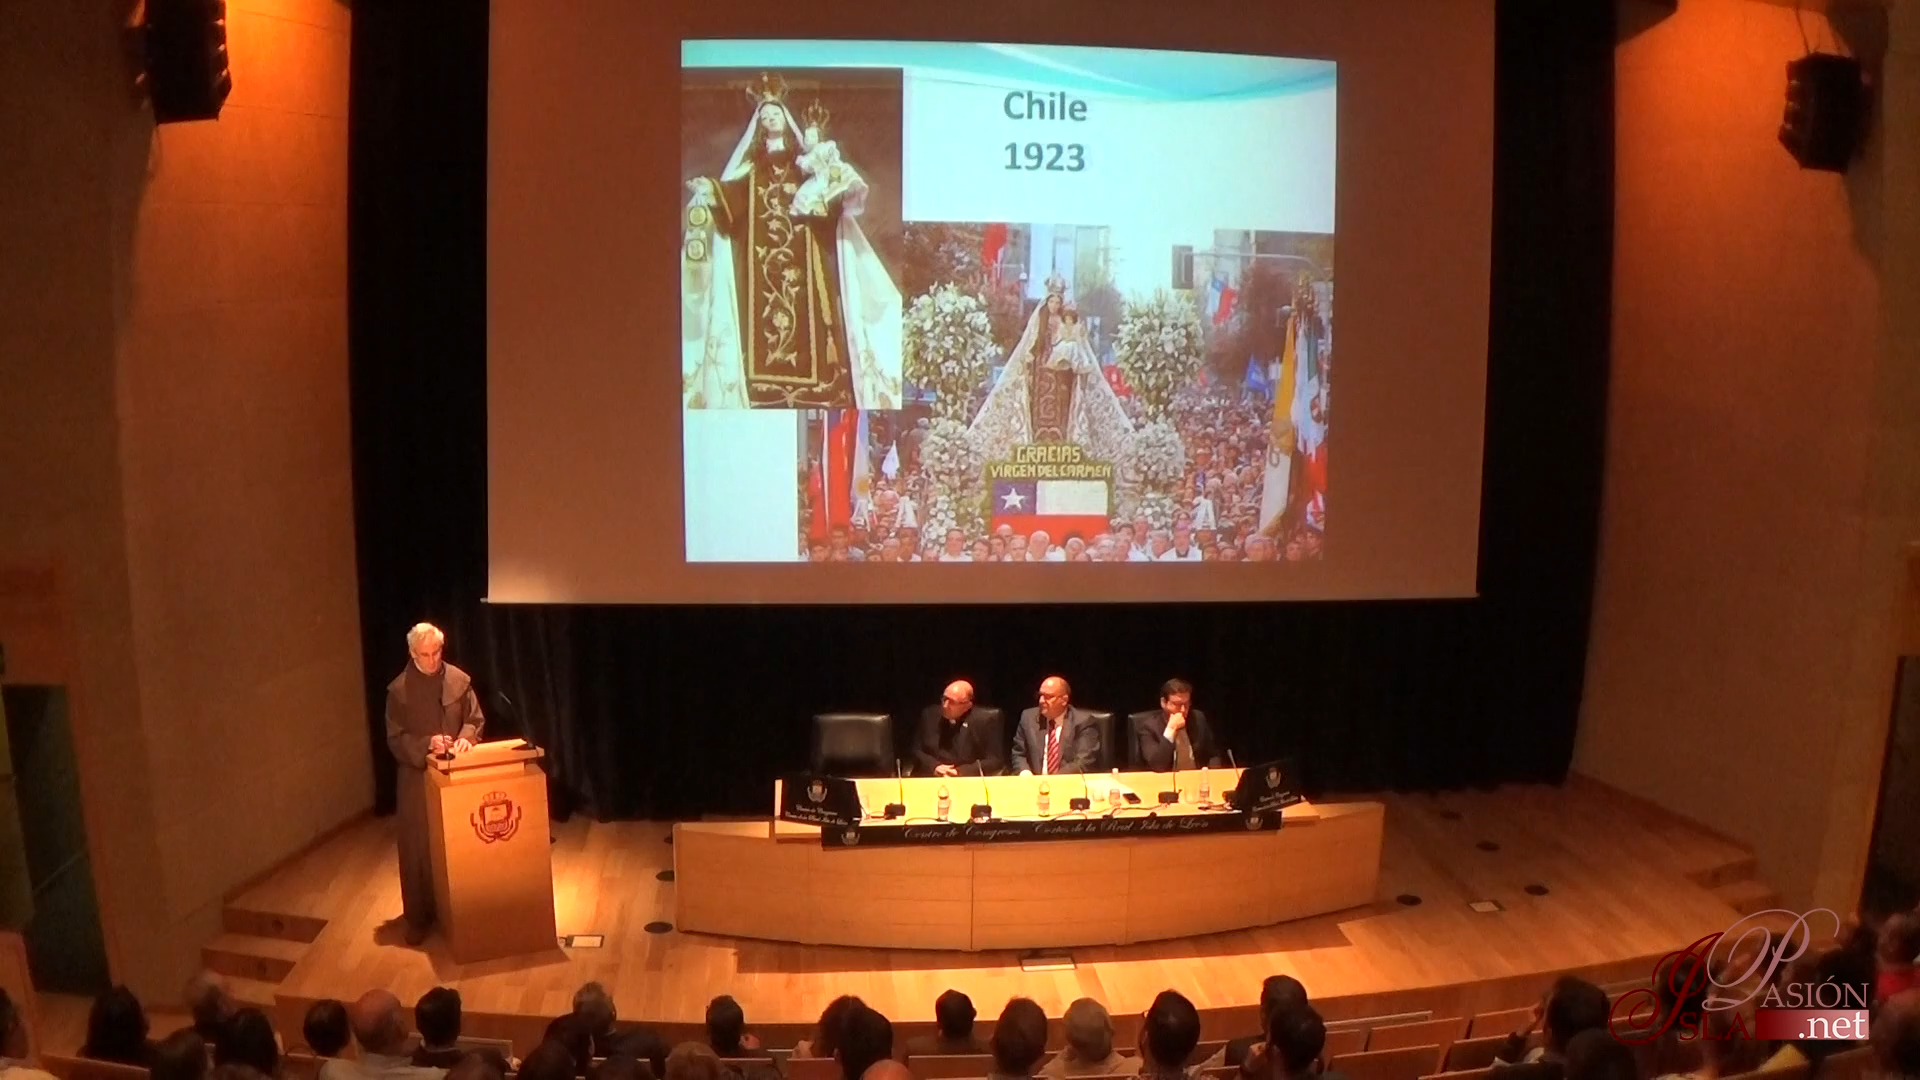 Chile
1923
GRACIAS
VIRGEN DEL CARMEN
Centro de Congresos Cortes de la Real Isla de León
PASIÓN
ISLA
.net